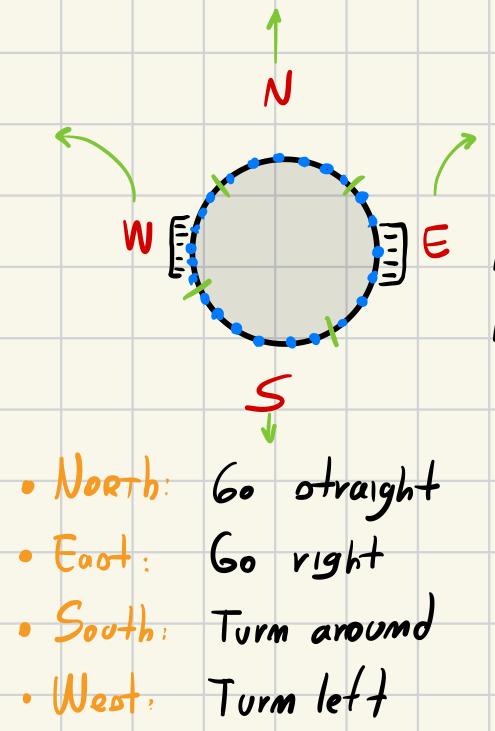 N
W
E
S
• North: Go straight
• East: Go right
• South: Turn around
• West: Turn left